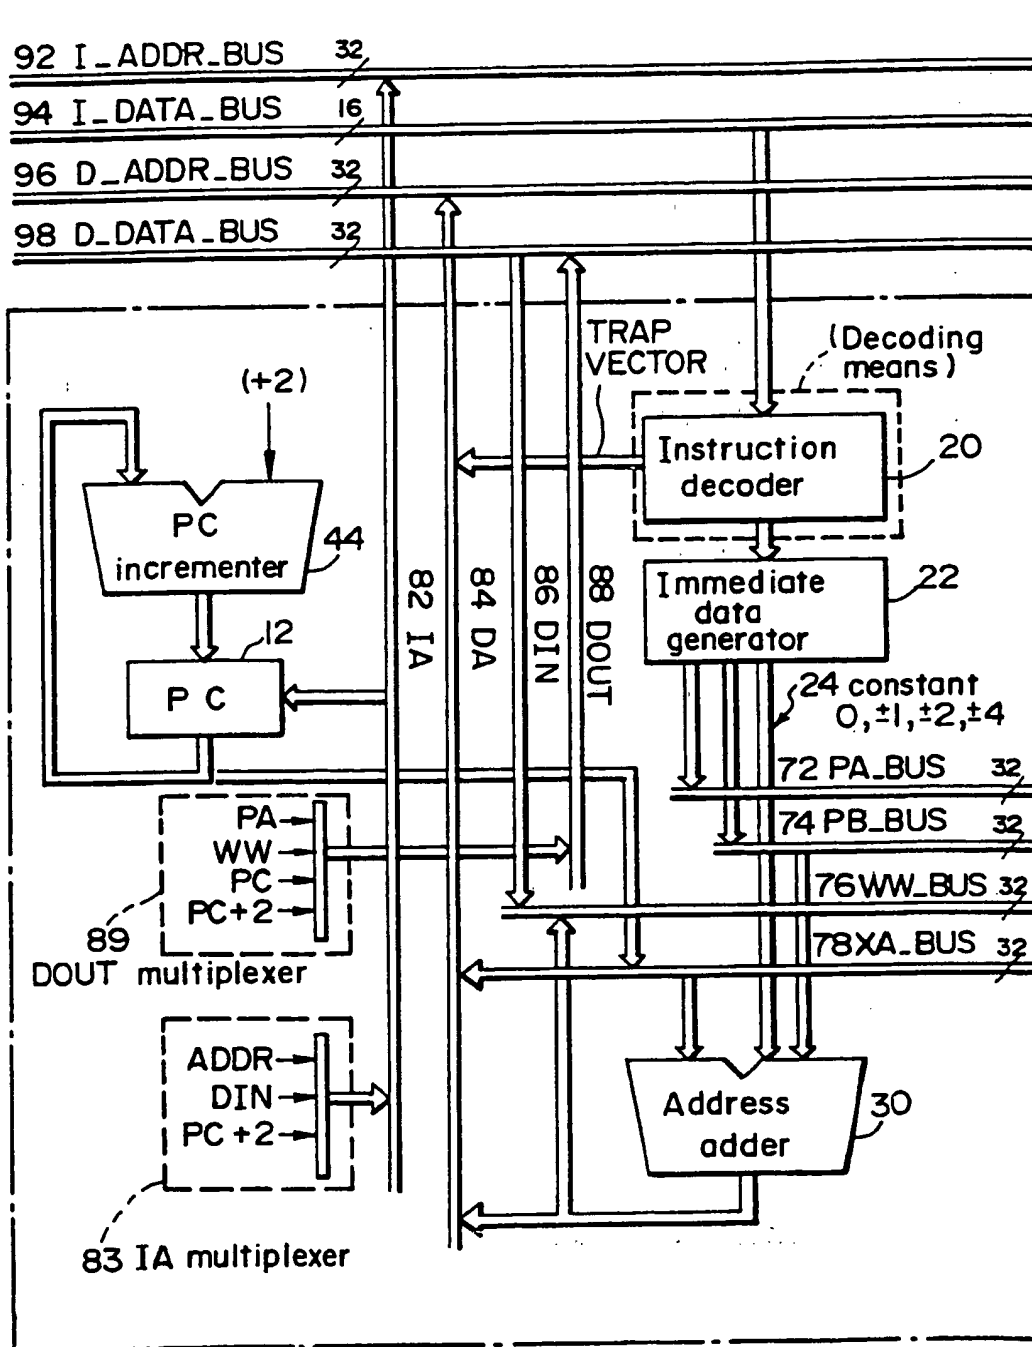 92 I_ADDR_BUS 32
94 I_DATA_BUS 16
96 D_ADDR_BUS 32
98 D_DATA_BUS 32
TRAP
VECTOR
(Decoding
means)
(+2)
Instruction
decoder
20
PC
incrementer
44
Immediate
data
generator
22
82 IA
84 DA
86 DIN
88 DOUT
12
PC
24 constant
0,±1,±2,±4
72 PA_BUS 32
74 PB_BUS 32
76 WW_BUS 32
78 XA_BUS 32
PA
WW
PC
PC+2
89
DOUT multiplexer
ADDR
DIN
PC+2
83 IA multiplexer
Address
adder
30